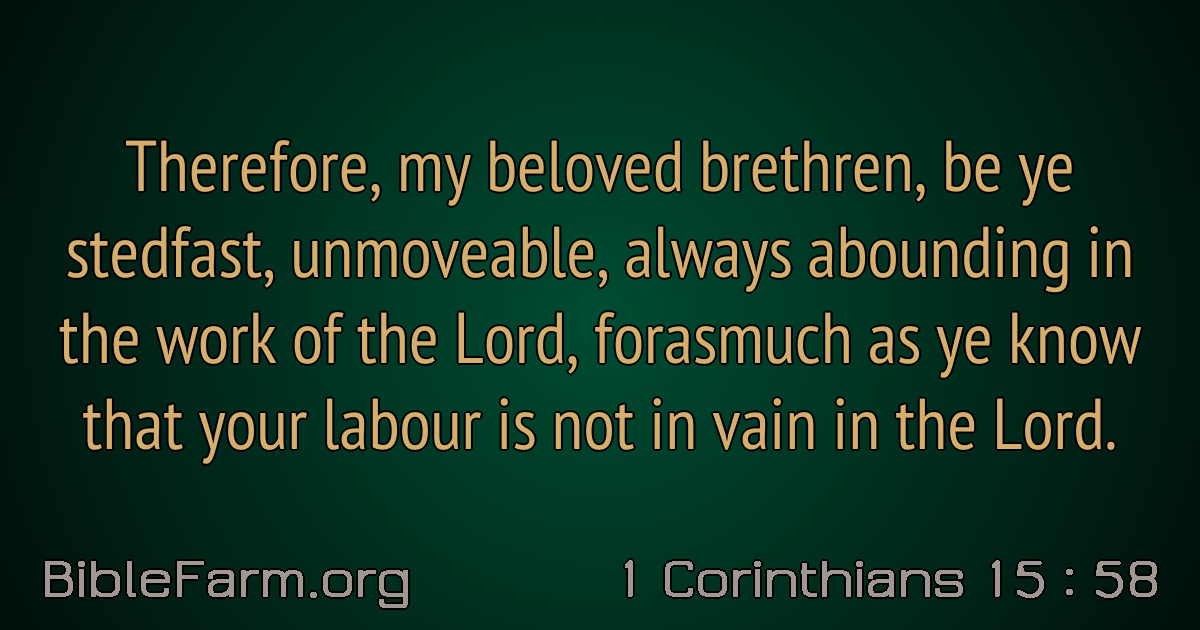 Therefore, my beloved brethren, be ye
stedfast, unmoveable, always abounding in
the work of the Lord, forasmuch as ye know
that your labour is not in vain in the Lord.
BibleFarm.org
1 Corinthians 15 : 58